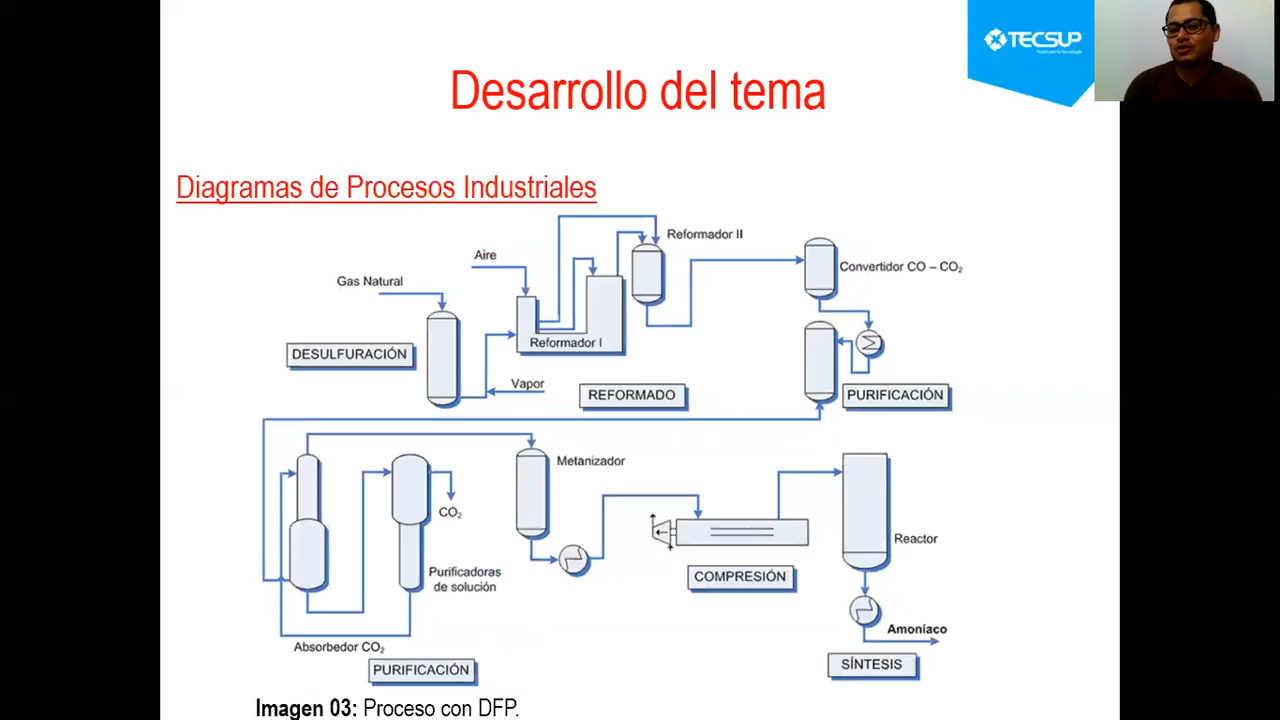 TECSUP
Desarrollo del tema
Diagramas de Procesos Industriales
Reformador II
Aire
Convertidor CO – CO₂
Gas Natural
Reformador I
DESULFURACIÓN
Vapor
REFORMADO
PURIFICACIÓN
Metanizador
CO₂
Reactor
Purificadoras
de solución
COMPRESIÓN
Amoníaco
Absorbedor CO₂
SÍNTESIS
PURIFICACIÓN
Imagen 03: Proceso con DFP.